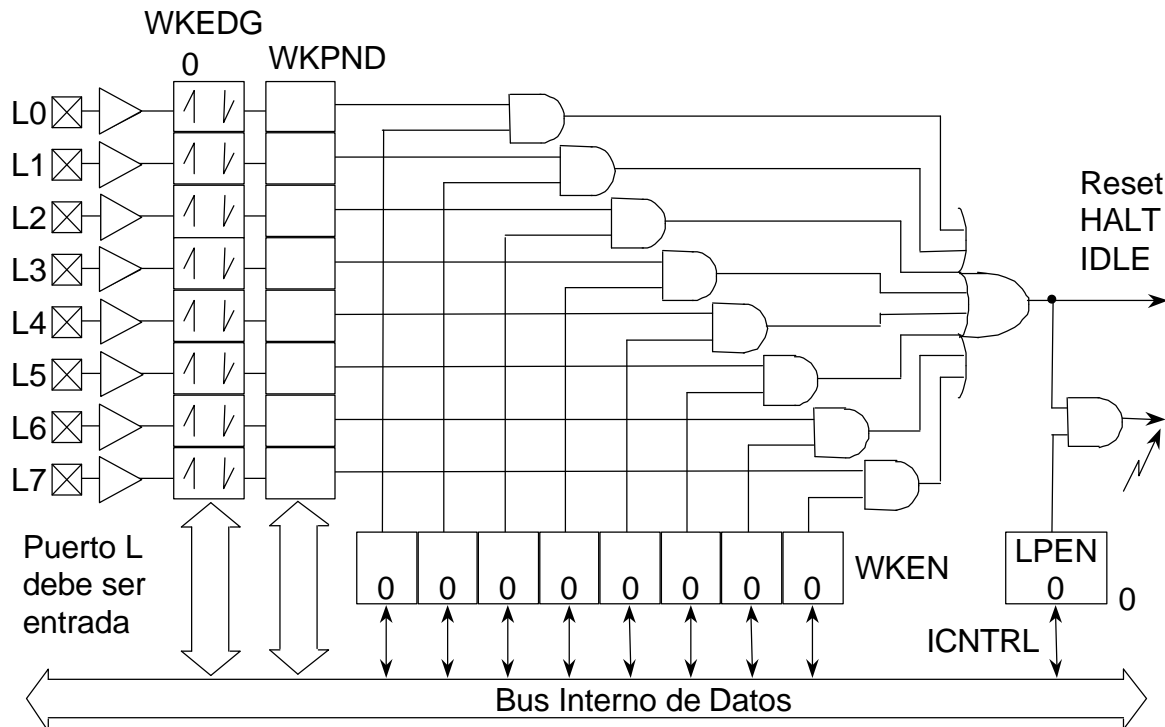 WKEDG
0
WKPND
L0
L1
L2
L3
L4
L5
L6
L7
Reset
HALT
IDLE
Puerto L
debe ser
entrada
0 0 0 0 0 0 0 0
WKEN
LPEN
0
0
ICNTRL
Bus Interno de Datos